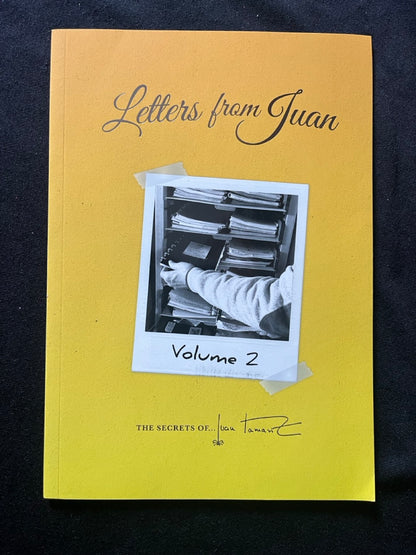 Letters from Juan
Volume 2
THE SECRETS OF... Juan Tamariz